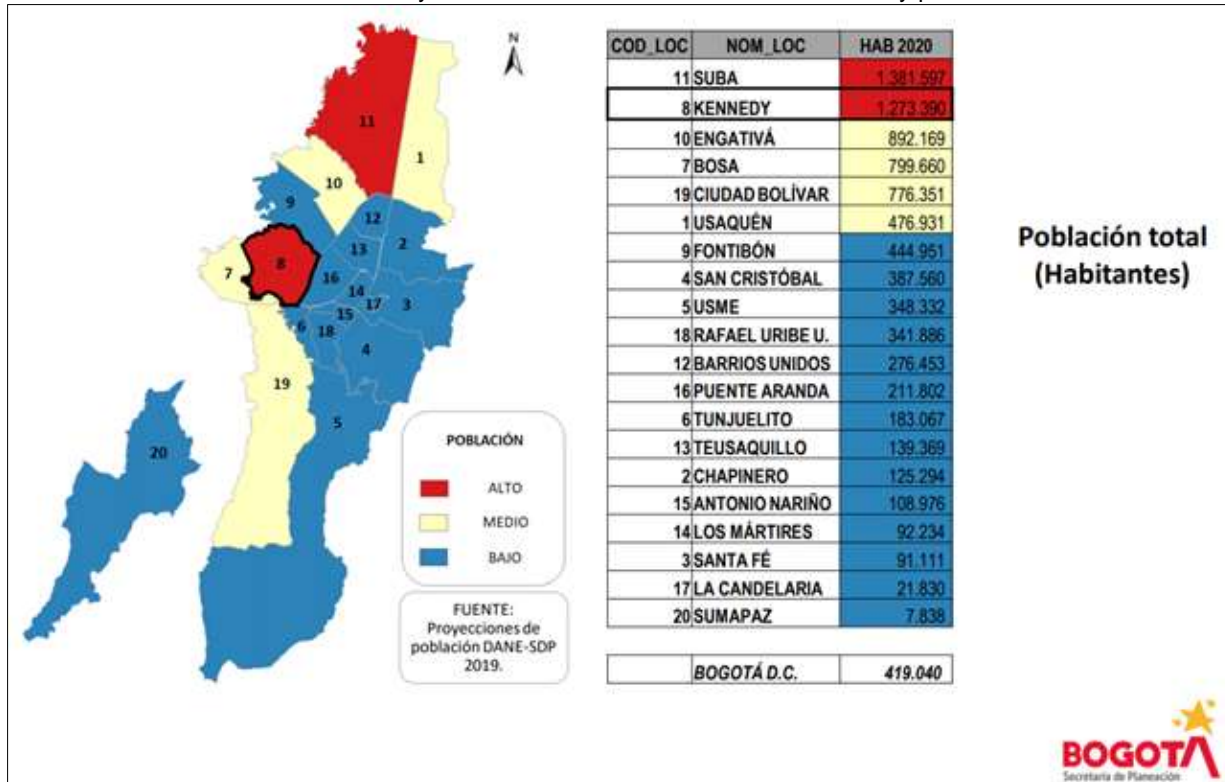 N
11
1
10
9
12
2
13
8
7
16
14
17
3
15
6
18
4
19
5
20
POBLACIÓN
ALTO
MEDIO
BAJO
FUENTE:
Proyecciones de
población DANE-SDP
2019.
COD_LOC NOM_LOC HAB 2020
11 SUBA 1.381.597
8 KENNEDY 1.273.390
10 ENGATIVÁ 892.169
7 BOSA 799.660
19 CIUDAD BOLÍVAR 776.351
1 USAQUÉN 476.931
9 FONTIBÓN 444.951
4 SAN CRISTÓBAL 387.560
5 USME 348.332
18 RAFAEL URIBE U. 341.886
12 BARRIOS UNIDOS 276.453
16 PUENTE ARANDA 211.802
6 TUNJUELITO 183.067
13 TEUSAQUILLO 139.369
2 CHAPINERO 125.294
15 ANTONIO NARIÑO 108.976
14 LOS MÁRTIRES 92.234
3 SANTA FÉ 91.111
17 LA CANDELARIA 21.830
20 SUMAPAZ 7.838
BOGOTÁ D.C. 419.040
Población total
(Habitantes)
BOGOTÁ
Secretaría de Planeación